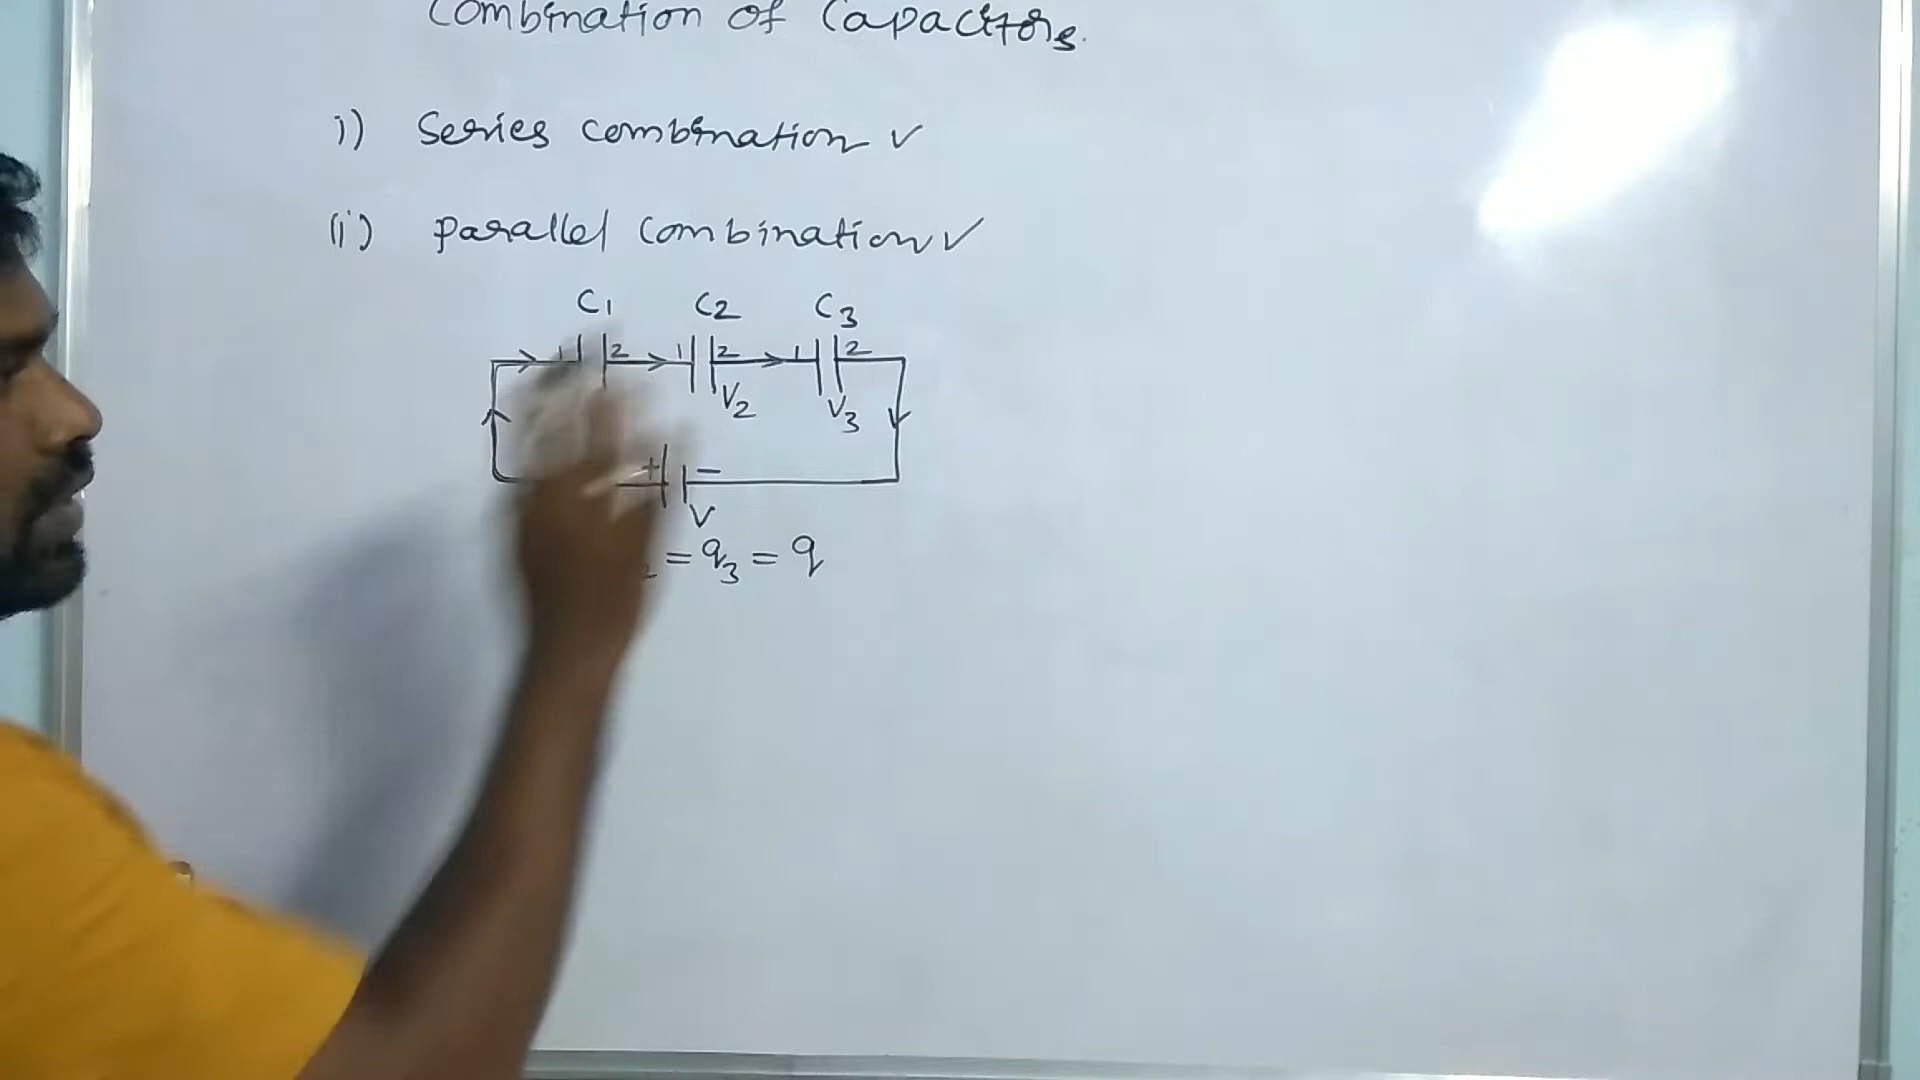 Combination of Capacitors.
i) Series combination ✓
(ii) parallel combination ✓
C1 C2 C3
1 2 1 2 1 2
V2 V3
+ −
V
2 = q3 = q